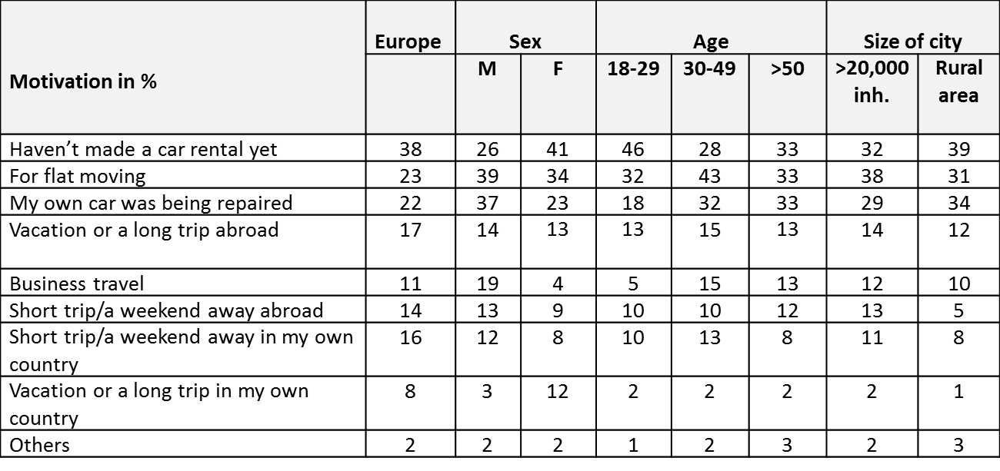 Europe Sex Age Size of city
Motivation in % M F 18-29 30-49 >50 >20,000 inh. Rural area
Haven’t made a car rental yet 38 26 41 46 28 33 32 39
For flat moving 23 39 34 32 43 33 38 31
My own car was being repaired 22 37 23 18 32 33 29 34
Vacation or a long trip abroad 17 14 13 13 15 13 14 12
Business travel 11 19 4 5 15 13 12 10
Short trip/a weekend away abroad 14 13 9 10 10 12 13 5
Short trip/a weekend away in my own 16 12 8 10 13 8 11 8
country
Vacation or a long trip in my own 8 3 12 2 2 2 2 1
country
Others 2 2 2 1 2 3 2 3